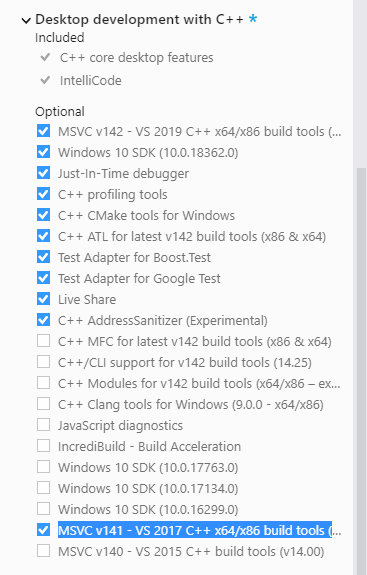 Desktop development with C++ *
Included
C++ core desktop features
IntelliCode
Optional
MSVC v142 - VS 2019 C++ x64/x86 build tools (...
Windows 10 SDK (10.0.18362.0)
Just-In-Time debugger
C++ profiling tools
C++ CMake tools for Windows
C++ ATL for latest v142 build tools (x86 & x64)
Test Adapter for Boost.Test
Test Adapter for Google Test
Live Share
C++ AddressSanitizer (Experimental)
C++ MFC for latest v142 build tools (x86 & x64)
C++/CLI support for v142 build tools (14.25)
C++ Modules for v142 build tools (x64/x86 – ex...
C++ Clang tools for Windows (9.0.0 - x64/x86)
JavaScript diagnostics
IncrediBuild - Build Acceleration
Windows 10 SDK (10.0.17763.0)
Windows 10 SDK (10.0.17134.0)
Windows 10 SDK (10.0.16299.0)
MSVC v141 - VS 2017 C++ x64/x86 build tools (...
MSVC v140 - VS 2015 C++ build tools (v14.00)